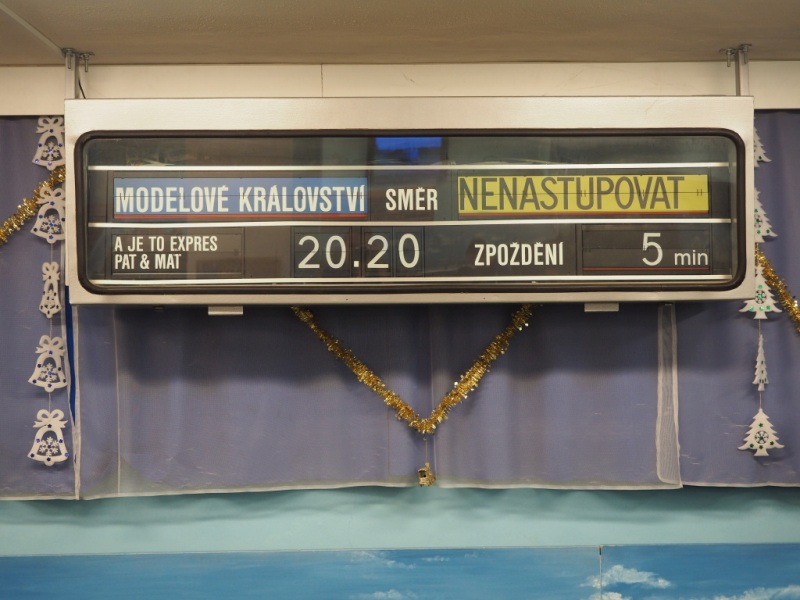 MODELOVÉ KRÁLOVSTVÍ SMĚR NENASTUPOVAT "
A JE TO EXPRES
PAT & MAT
20.20 ZPOŽDĚNÍ 5 min